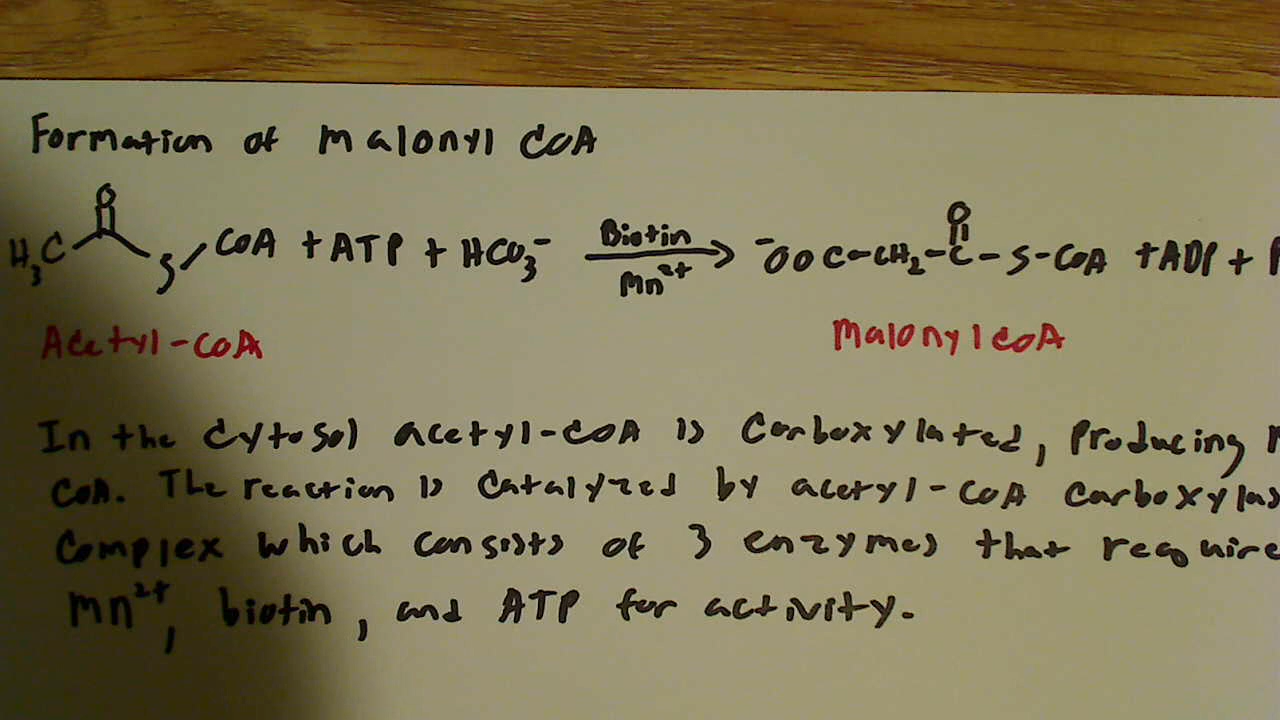 Formation of Malonyl CoA
O
H3C S CoA + ATP + HCO3- Biotin Mn2+ -OOC-CH2-C-S-CoA + ADP + P
O
Acetyl-CoA Malonyl CoA
In the Cytosol acetyl-CoA is Carboxylated, Producing
CoA. The reaction is Catalyzed by acetyl-CoA Carboxylas
Complex which consists of 3 enzymes that require
Mn2+, biotin, and ATP for activity.